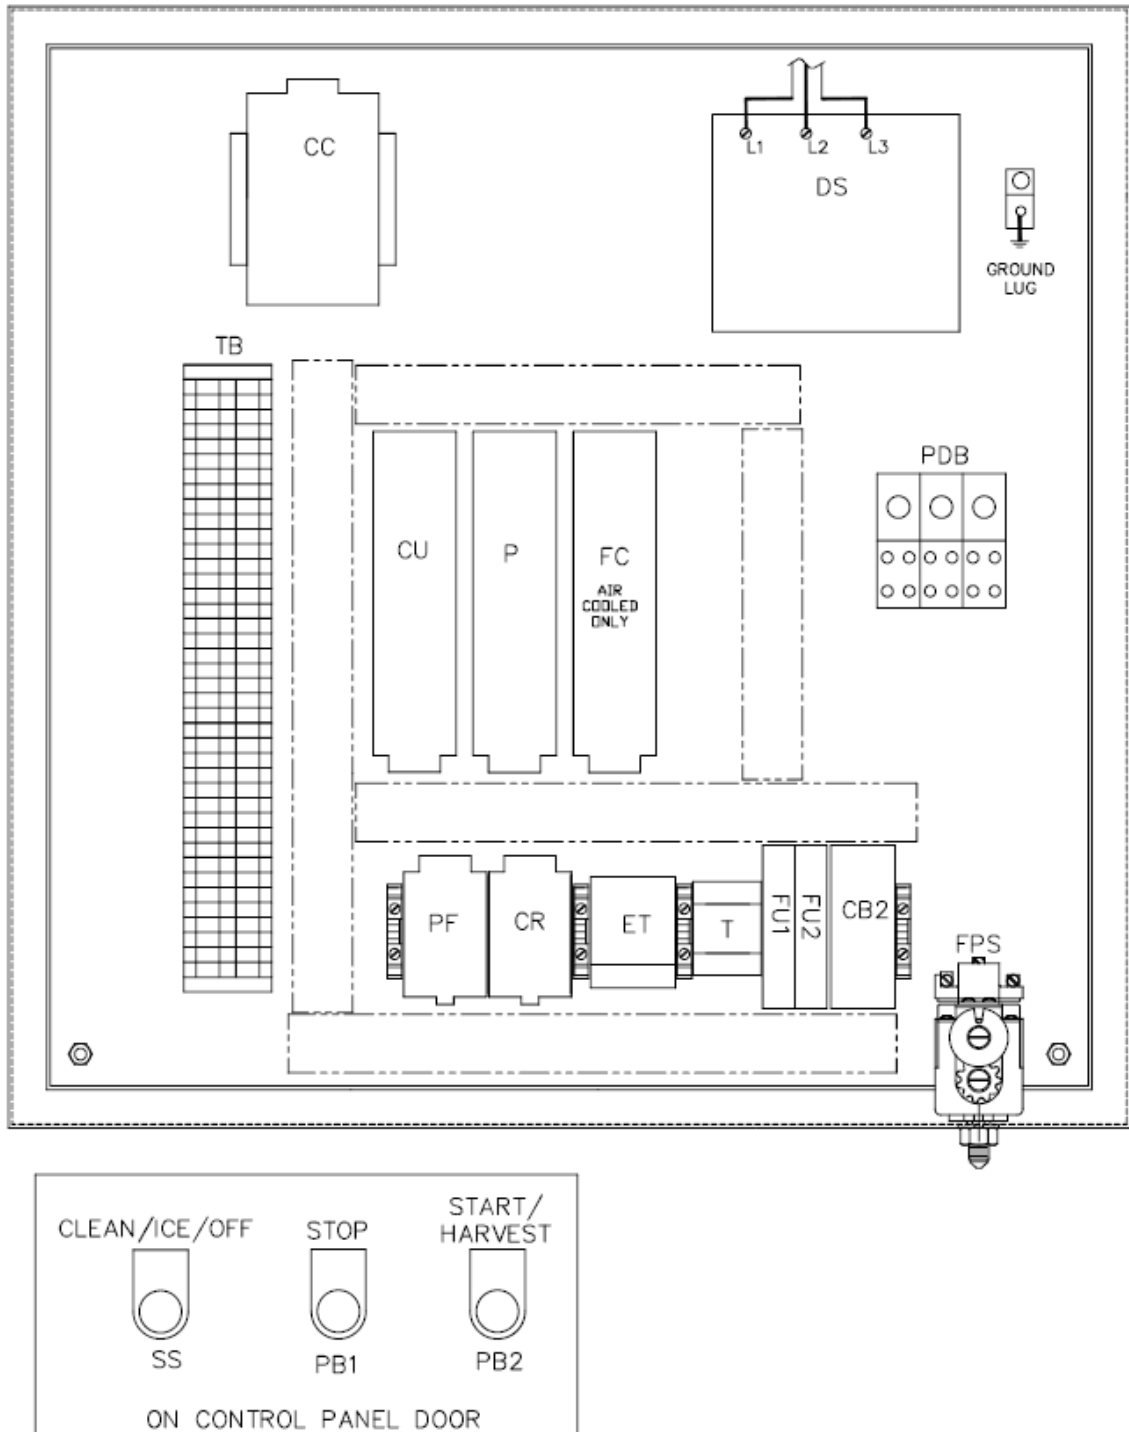 CC
L1 L2 L3
DS
GROUND
LUG
TB
PDB
CU
P
FC
AIR
COOLED
ONLY
PF
CR
ET
T
FU1
FU2
CB2
FPS
CLEAN/ICE/OFF
STOP
START/
HARVEST
SS
PB1
PB2
ON CONTROL PANEL DOOR